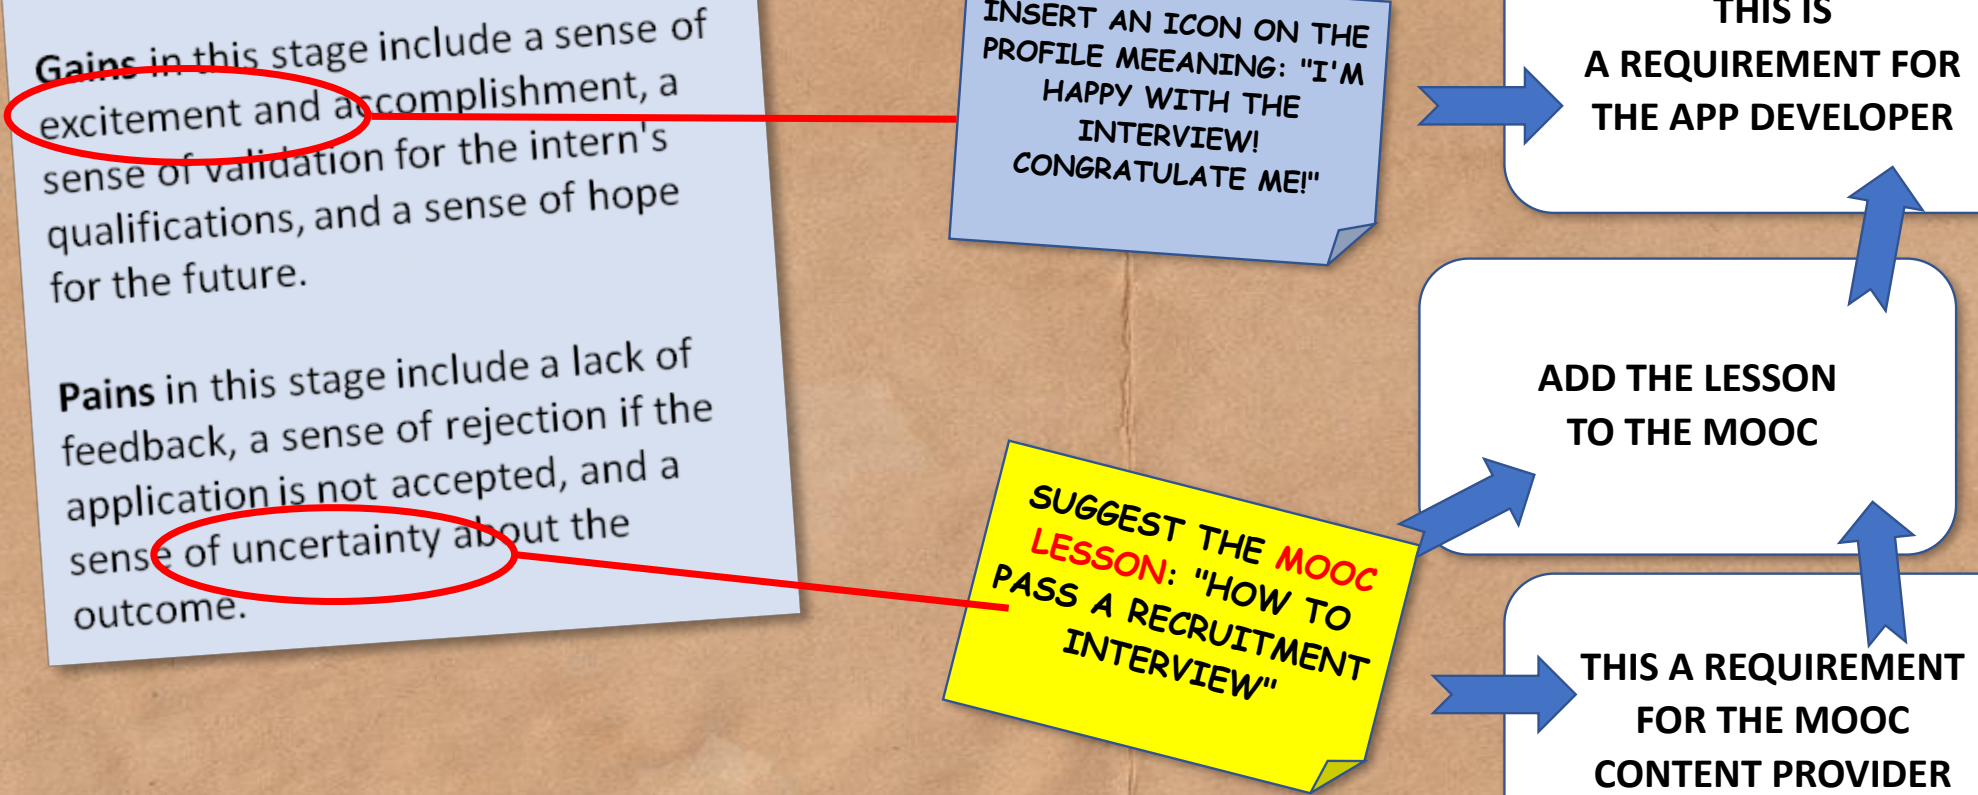 Gains in this stage include a sense of
excitement and accomplishment, a
sense of validation for the intern's
qualifications, and a sense of hope
for the future.
Pains in this stage include a lack of
feedback, a sense of rejection if the
application is not accepted, and a
sense of uncertainty about the
outcome.
INSERT AN ICON ON THE
PROFILE MEEANING: "I'M
HAPPY WITH THE
INTERVIEW!
CONGRATULATE ME!"
SUGGEST THE MOOC
LESSON: "HOW TO
PASS A RECRUITMENT
INTERVIEW"
THIS IS
A REQUIREMENT FOR
THE APP DEVELOPER
ADD THE LESSON
TO THE MOOC
THIS A REQUIREMENT
FOR THE MOOC
CONTENT PROVIDER